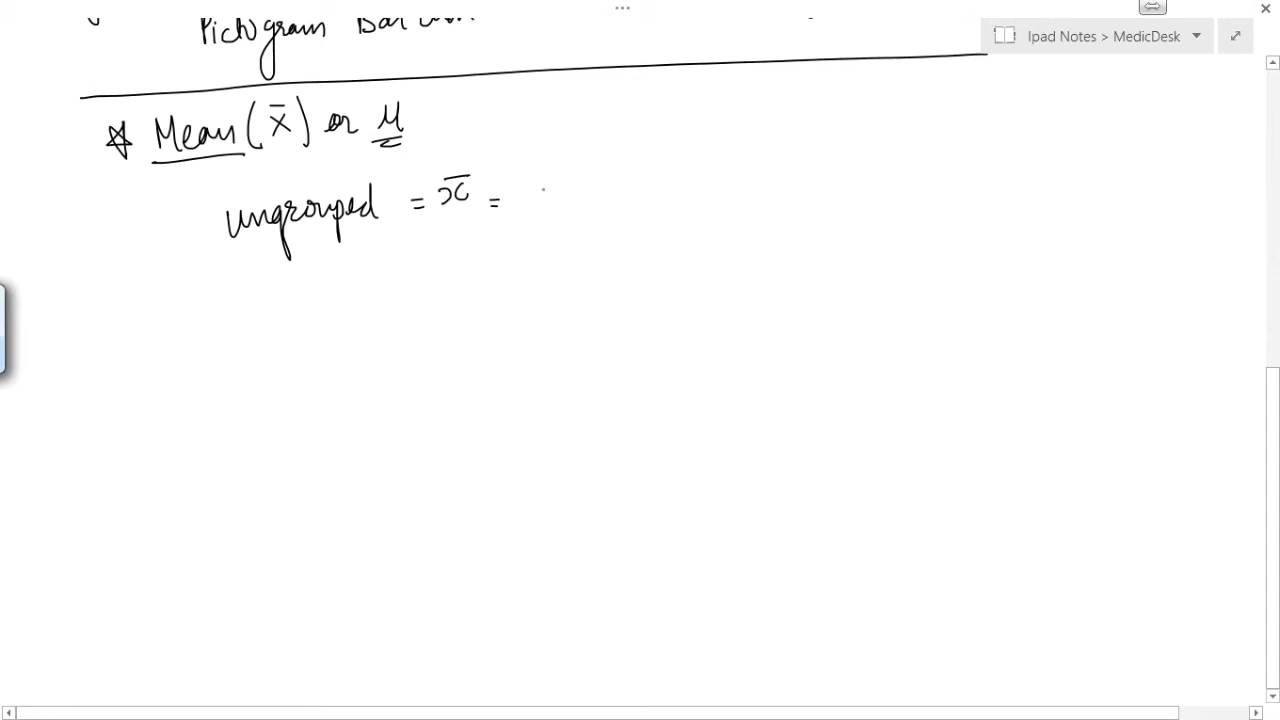 Pictogram
Ipad Notes > MedicDesk
Mean (x̄) or μ
ungrouped = x̄ =